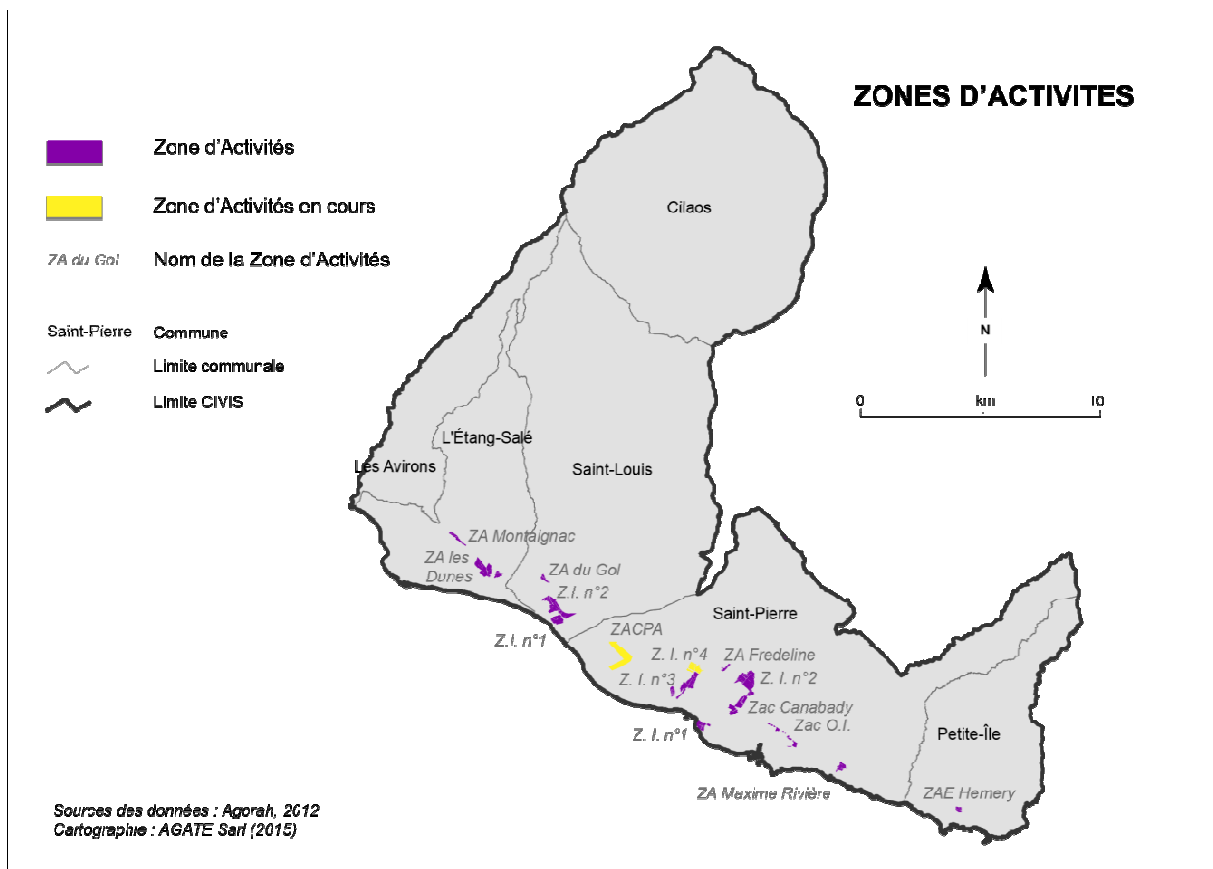 ZONES D'ACTIVITES
Zone d'Activités
Zone d'Activités en cours
ZA du Gol
Nom de la Zone d'Activités
Saint-Pierre
Commune
Limite communale
Limite CIVIS
Cilaos
N
0 km 10
L'Étang-Salé
Les Avirons
Saint-Louis
ZA Montaignac
ZA les
Dunes
ZA du Gol
Z.I. n°2
Z.I. n°1
Saint-Pierre
ZACPA
Z. I. n°4
ZA Fredeline
Z. I. n°3
Z. I. n°2
Zac Canabady
Zac O.I.
Z. I. n°1
Petite-Île
ZA Maxime Rivière
ZAE Hemery
Sources des données : Agorah, 2012
Cartographie : AGATE Sarl (2015)